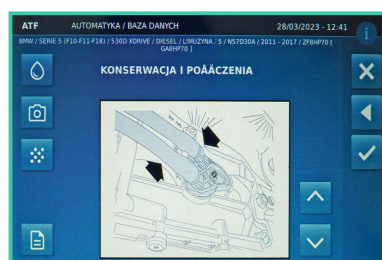 ATF AUTOMATYKA / BAZA DANYCH 28/03/2023 - 12:41
BMW / SERIE 5 (F10-F11-F18) / 530D XDRIVE / DIESEL / LIMUZYNA / 5 / N57D30A / 2011 - 2017 / ZF8HP70 [
GA8HP70 ]
KONSERWACJA I POÅÄCZENIA